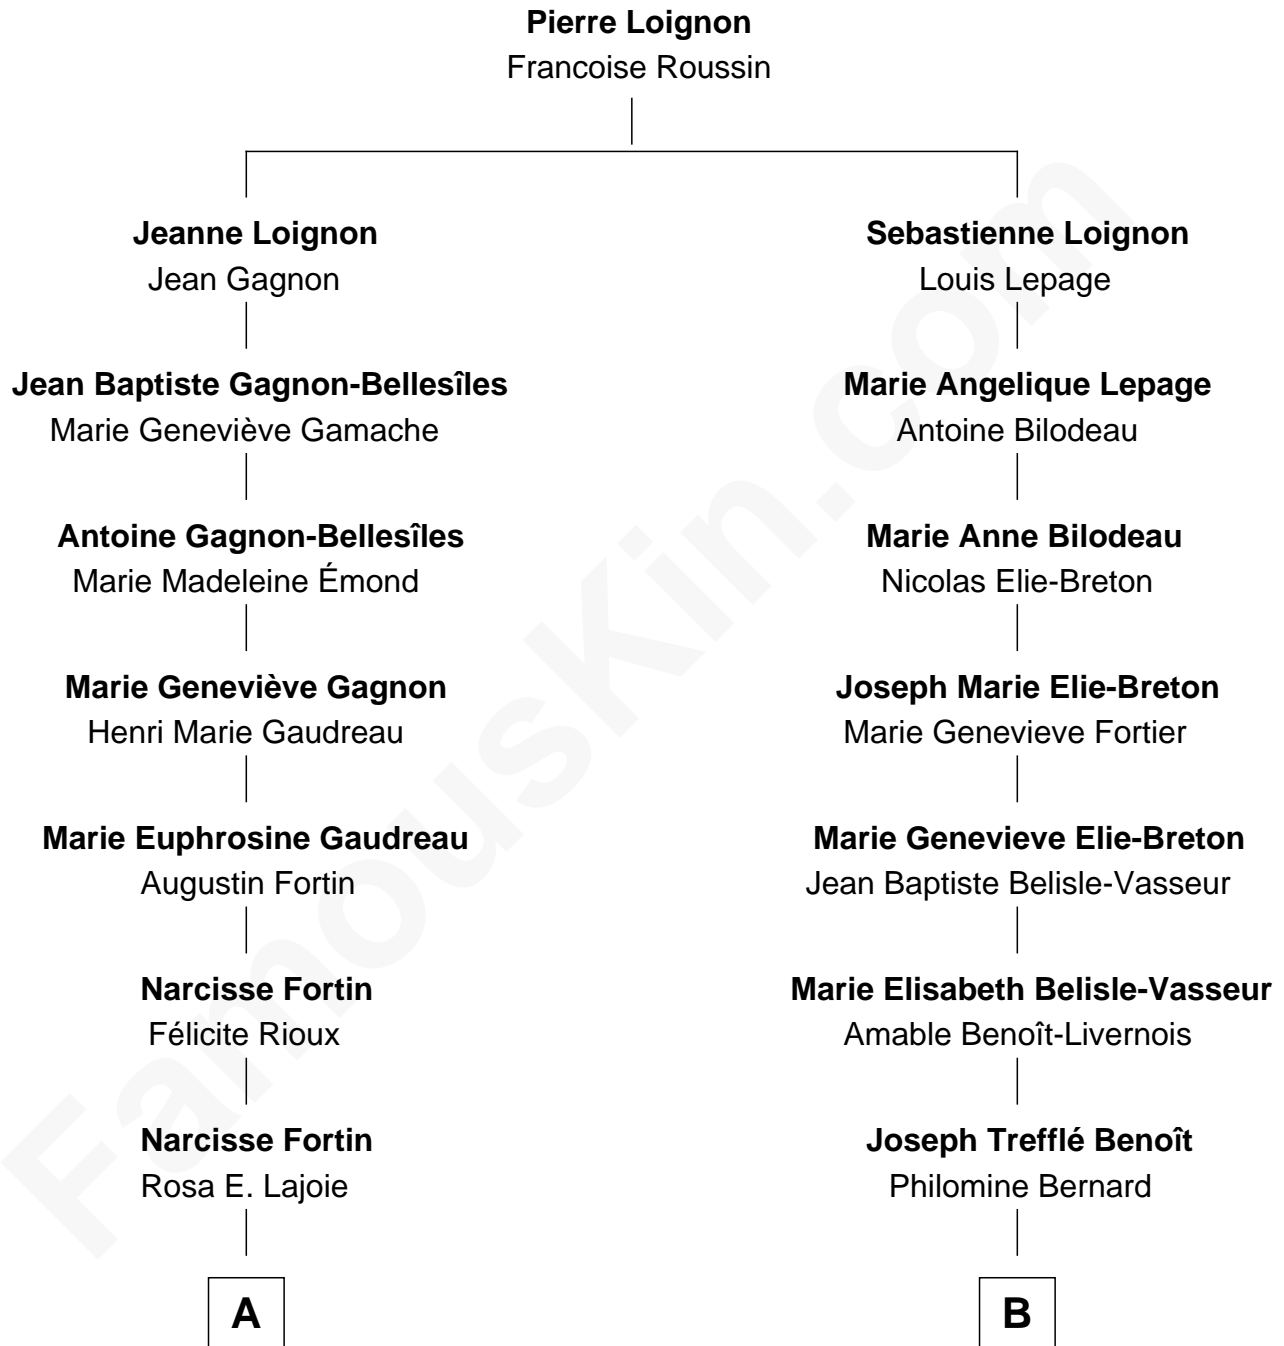 Pierre Loignon
Francoise Roussin
Jeanne Loignon
Jean Gagnon
Jean Baptiste Gagnon-Bellesîles
Marie Geneviève Gamache
Antoine Gagnon-Bellesîles
Marie Madeleine Émond
Marie Geneviève Gagnon
Henri Marie Gaudreau
Marie Euphrosine Gaudreau
Augustin Fortin
Narcisse Fortin
Félicite Rioux
Narcisse Fortin
Rosa E. Lajoie
A
Sebastienne Loignon
Louis Lepage
Marie Angelique Lepage
Antoine Bilodeau
Marie Anne Bilodeau
Nicolas Elie-Breton
Joseph Marie Elie-Breton
Marie Genevieve Fortier
Marie Genevieve Elie-Breton
Jean Baptiste Belisle-Vasseur
Marie Elisabeth Belisle-Vasseur
Amable Benoît-Livernois
Joseph Trefflé Benoît
Philomine Bernard
B
FamousKin.com